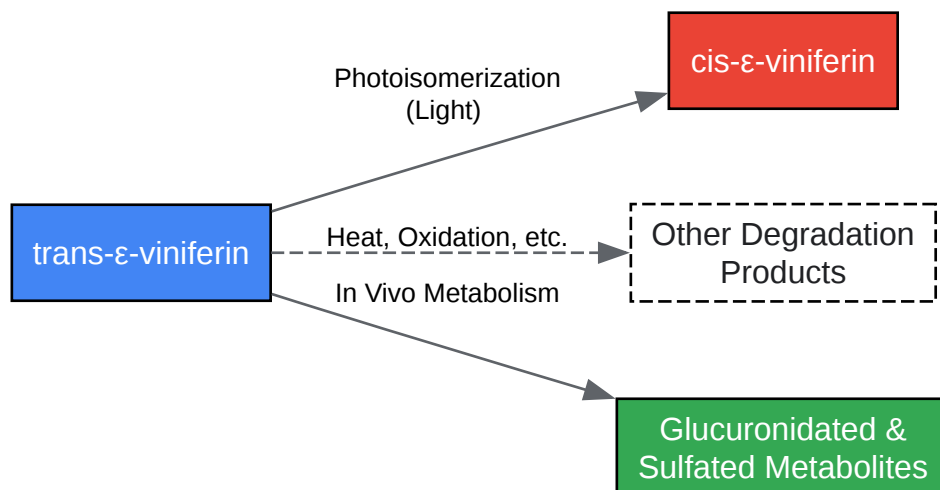 cis-ε-viniferin
Photoisomerization
(Light)
trans-ε-viniferin
Heat, Oxidation, etc.
Other Degradation
Products
In Vivo Metabolism
Glucuronidated &
Sulfated Metabolites